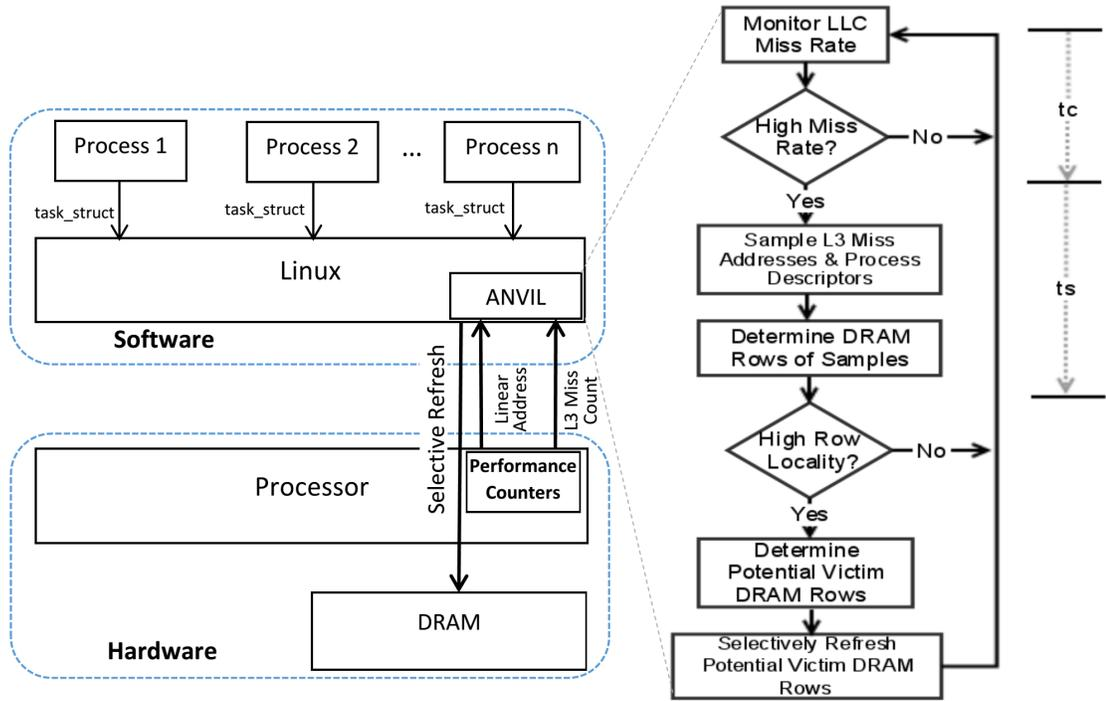 Process 1
Process 2
...
Process n
task_struct
task_struct
task_struct
Linux
ANVIL
Software
Selective Refresh
Linear
Address
L3 Miss
Count
Processor
Performance
Counters
DRAM
Hardware
Monitor LLC
Miss Rate
High Miss
Rate?
No
Yes
Sample L3 Miss
Addresses & Process
Descriptors
Determine DRAM
Rows of Samples
High Row
Locality?
No
Yes
Determine
Potential Victim
DRAM Rows
Selectively Refresh
Potential Victim DRAM
Rows
tc
ts